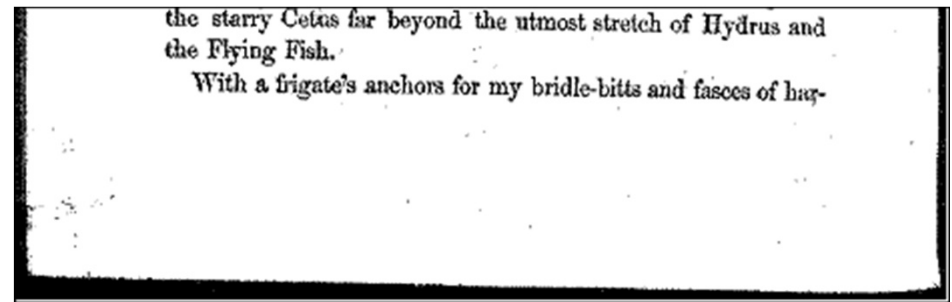 the starry Cetus far beyond the utmost stretch of Hydrus and
the Flying Fish.
With a frigate's anchors for my bridle-bitts and fasces of har-